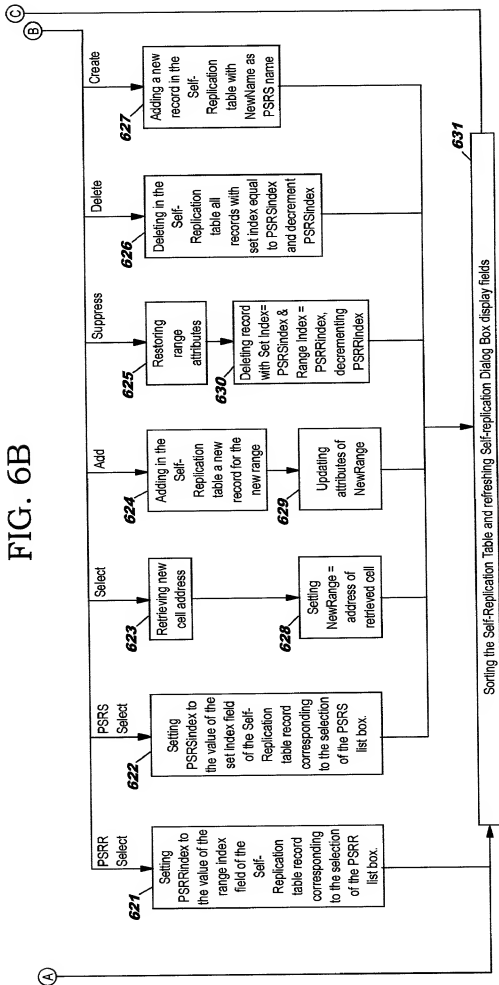 FIG. 6B
A
B
C
PSRR
Select
PSRS
Select
Select
Add
Suppress
Delete
Create
621
Setting
PSRRindex to
the value of the
range index
field of the
Self-
Replication
table record
corresponding
to the selection
of the PSRR
list box.
622
Setting
PSRSindex to
the value of the
set index field
of the Self-
Replication
table record
corresponding
to the selection
of the PSRS
list box.
623
Retrieving new
cell address
628
Setting
NewRange =
address of
retrieved cell
624
Adding in the
Self-
Replication
table a new
record for the
new range
629
Updating
attributes of
NewRange
625
Restoring
range
attributes
630
Deleting record
with Set Index=
PSRSindex &
Range Index =
PSRRindex,
decrementing
PSRRindex
626
Deleting in the
Self-
Replication
table all
records with
set index equal
to PSRSindex
and decrement
PSRSindex
627
Adding a new
record in the
Self-
Replication
table with
NewName as
PSRS name
631
Sorting the Self-Replication Table and refreshing Self-replication Dialog Box display fields